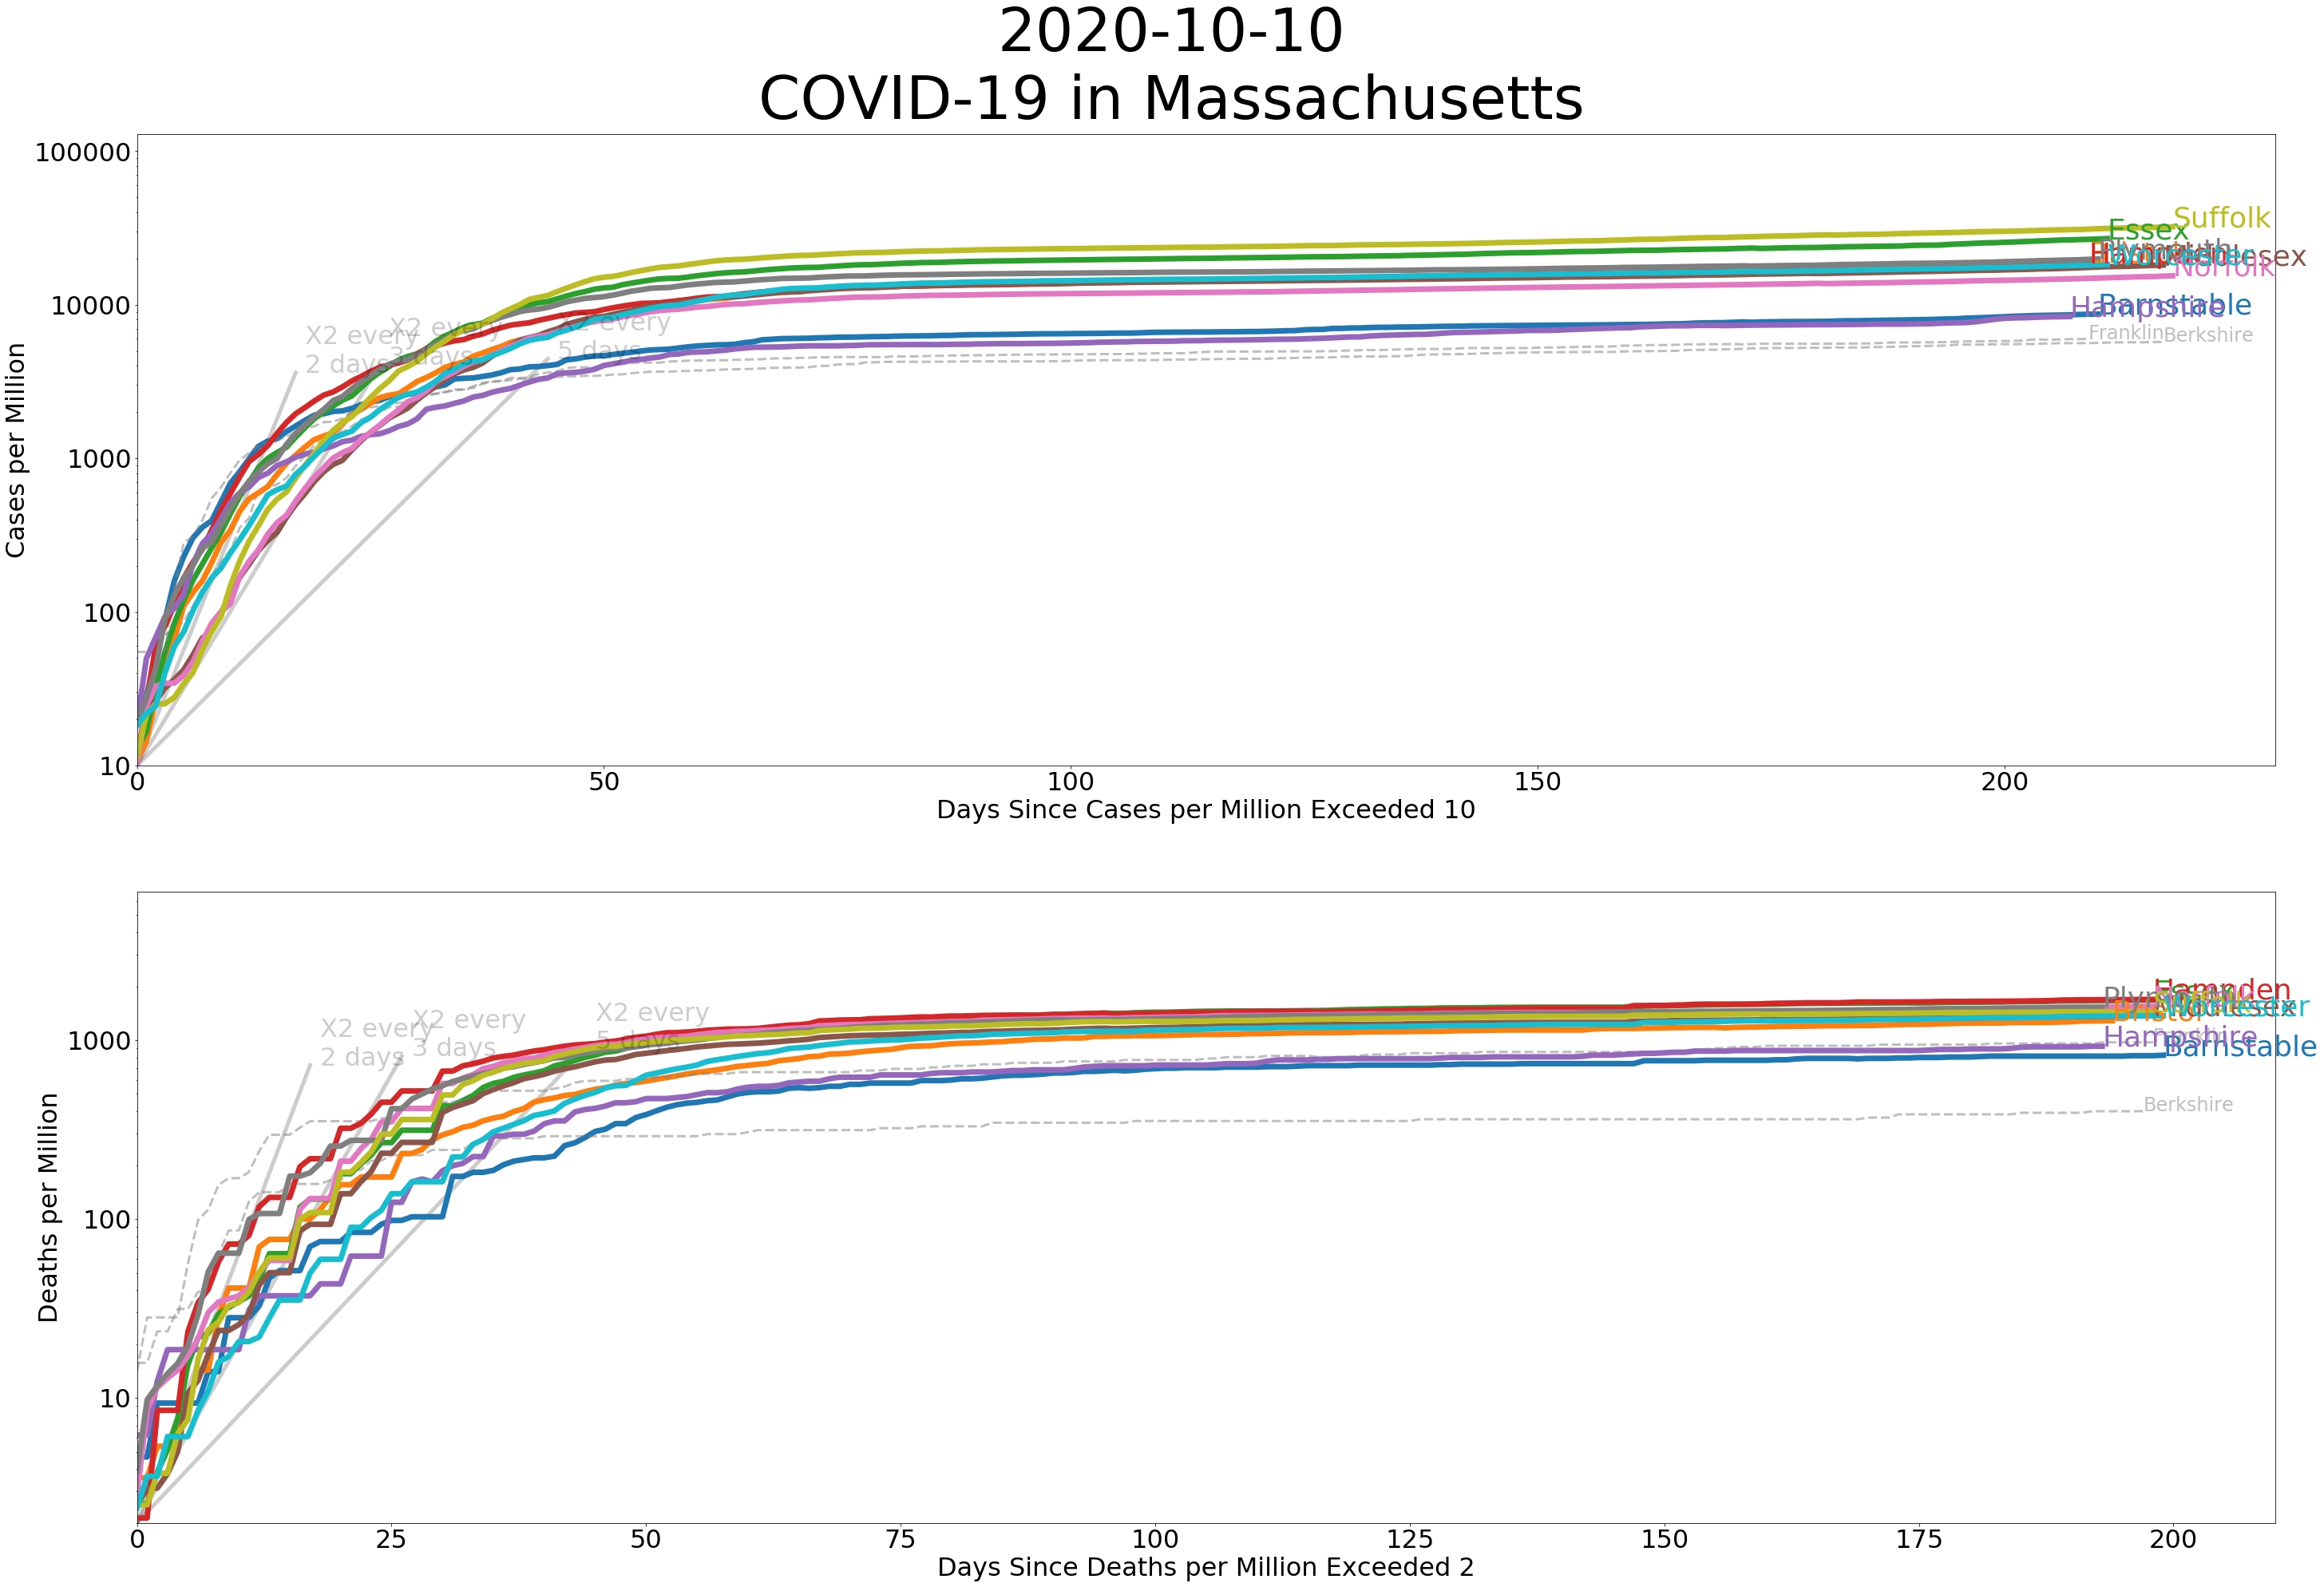 2020-10-10
COVID-19 in Massachusetts
100000
10000
1000
100
10
Cases per Million
Suffolk
Essex
Plymouth
Norfolk
Barnstable
Hampshire
Franklin
Berkshire
X2 every
2 days
X2 every
3 days
X2 every
5 days
0
50
100
150
200
Days Since Cases per Million Exceeded 10
1000
100
10
Deaths per Million
Hampden
Worcester
Bristol
Hampshire
Barnstable
Berkshire
X2 every
2 days
X2 every
3 days
X2 every
5 days
0
25
50
75
100
125
150
175
200
Days Since Deaths per Million Exceeded 2